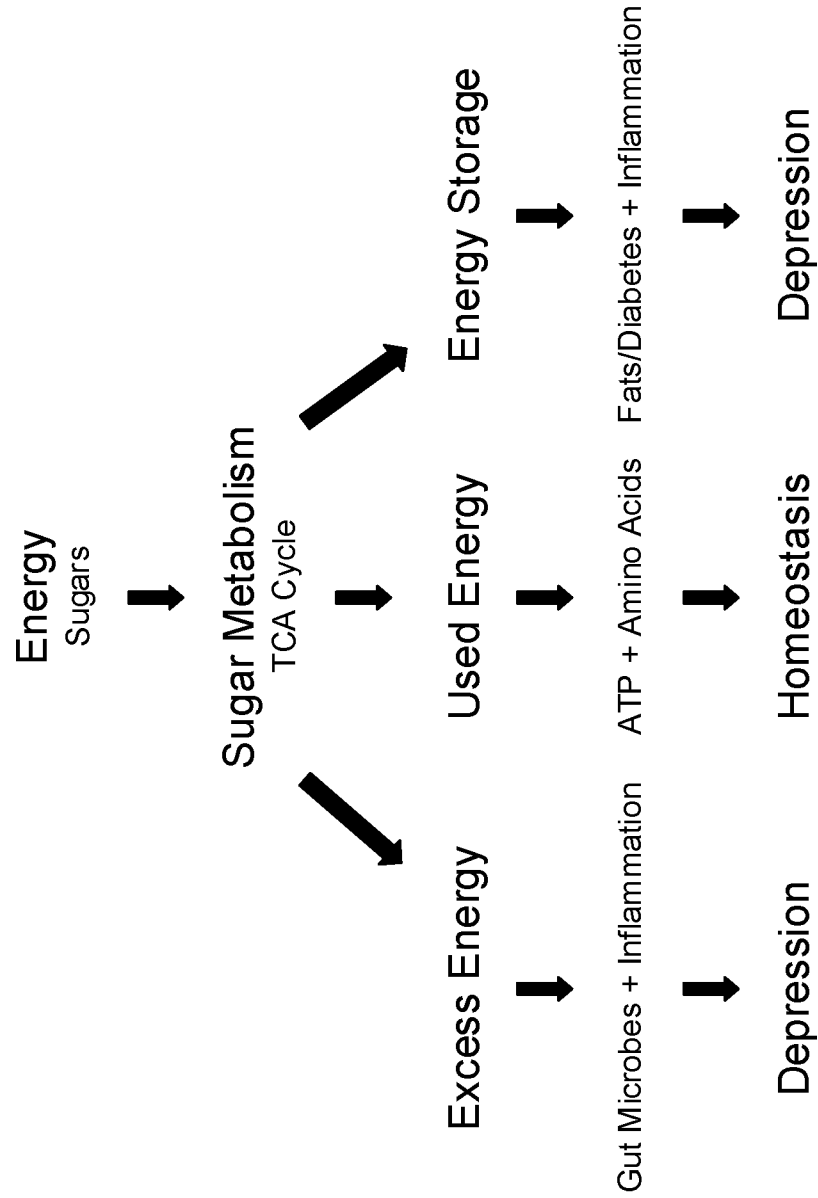 Energy
Sugars
Sugar Metabolism
TCA Cycle
Excess Energy
Used Energy
Energy Storage
Gut Microbes + Inflammation
ATP + Amino Acids
Fats/Diabetes + Inflammation
Depression
Homeostasis
Depression